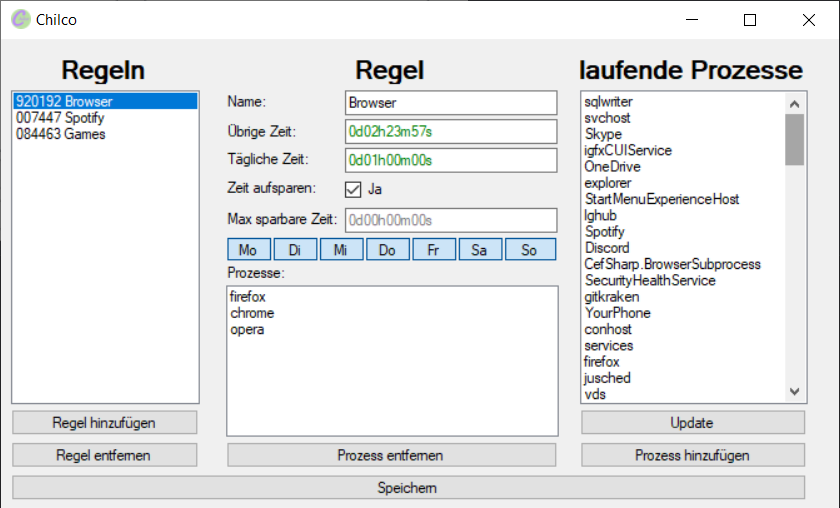 Chilco
Regeln
920192 Browser
007447 Spotify
084463 Games
Regel hinzufügen
Regel entfernen
Regel
Name: Browser
Übrige Zeit: 0d02h23m57s
Tägliche Zeit: 0d01h00m00s
Zeit aufsparen: Ja
Max sparbare Zeit: 0d00h00m00s
Mo Di Mi Do Fr Sa So
Prozesse:
firefox
chrome
opera
Prozess entfernen
laufende Prozesse
sqlwriter
svchost
Skype
igfxCUIService
OneDrive
explorer
StartMenuExperienceHost
lghub
Spotify
Discord
CefSharp.BrowserSubprocess
SecurityHealthService
gitkraken
YourPhone
conhost
services
firefox
jusched
vds
Update
Prozess hinzufügen
Speichern